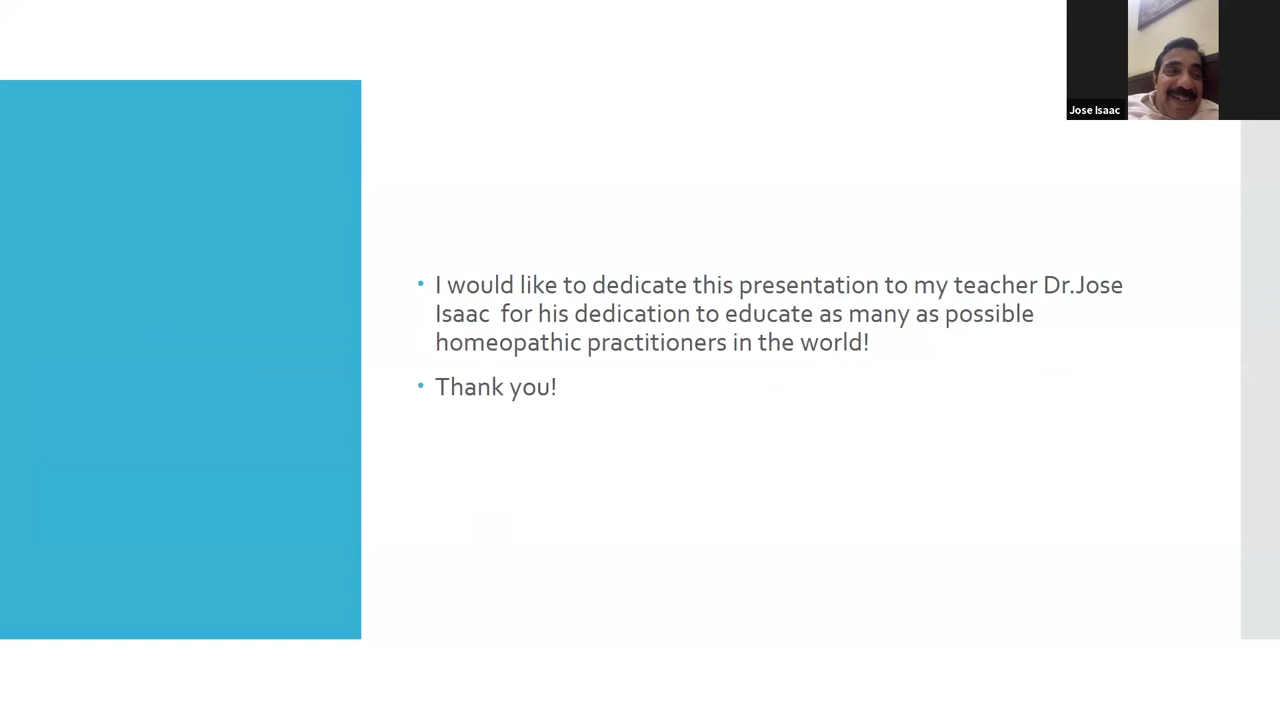 Jose Isaac
• I would like to dedicate this presentation to my teacher Dr.Jose
Isaac  for his dedication to educate as many as possible
homeopathic practitioners in the world!
• Thank you!